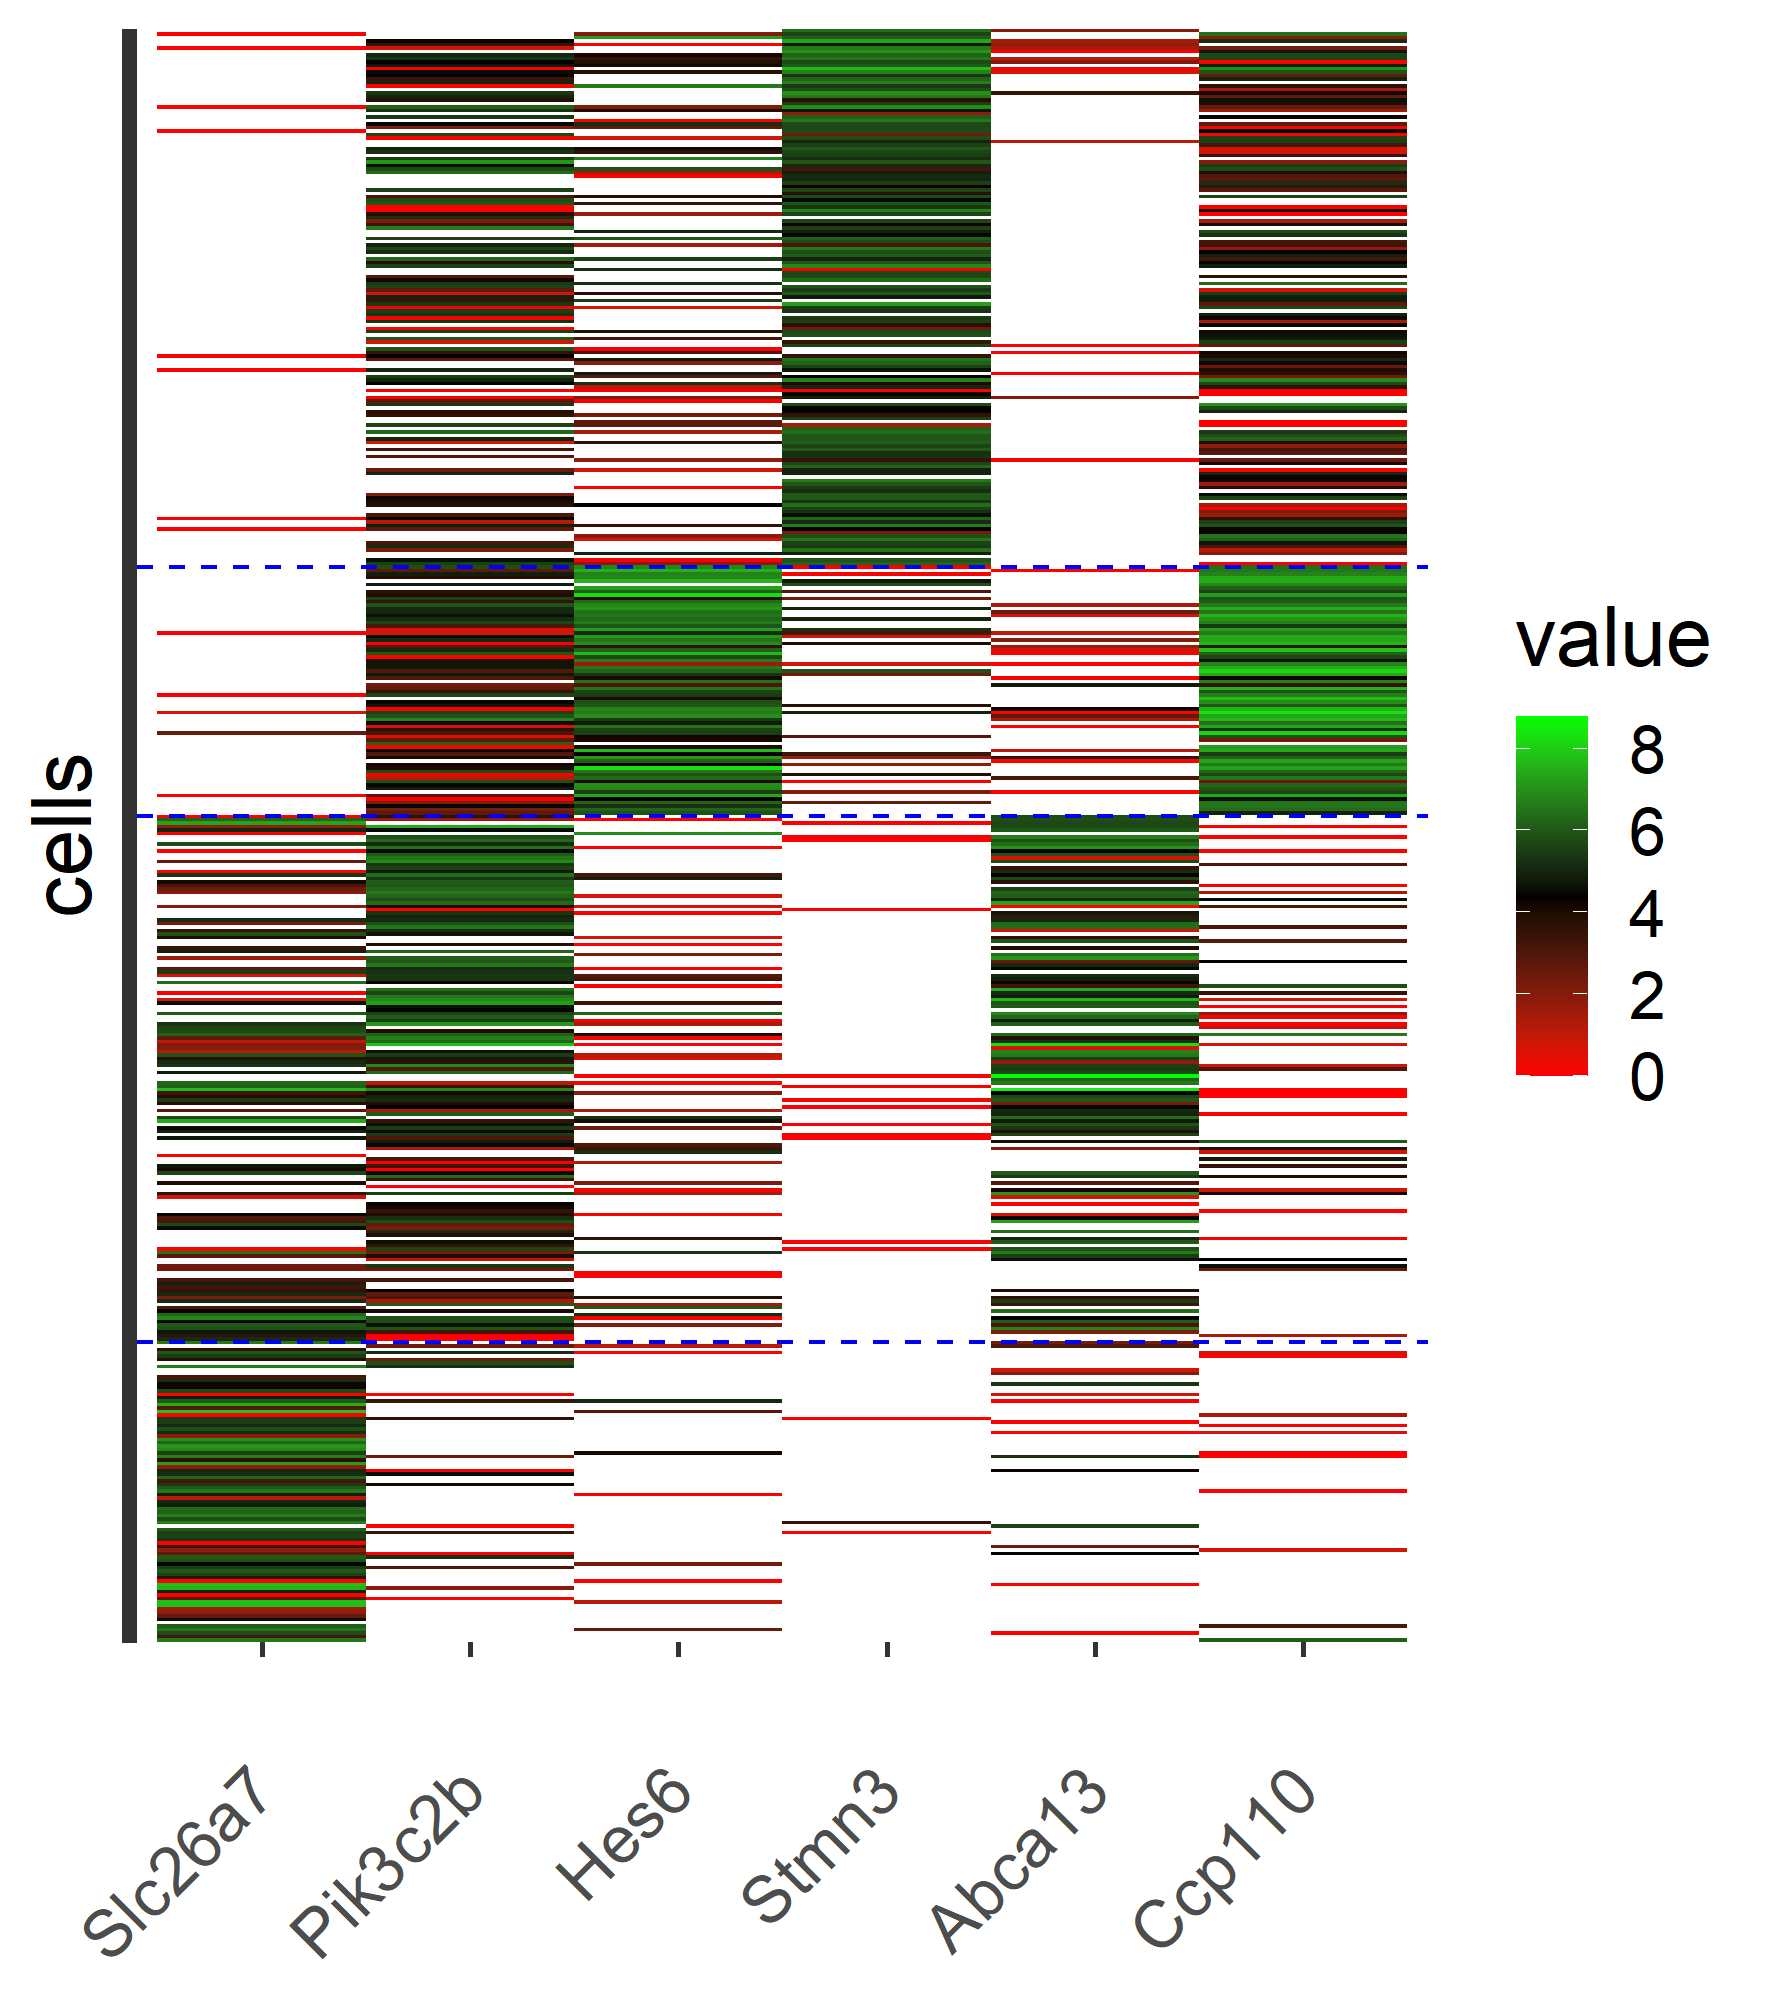 cells
value
8
6
4
2
0
Slc26a7
Pik3c2b
Hes6
Stmn3
Abca13
Ccp110